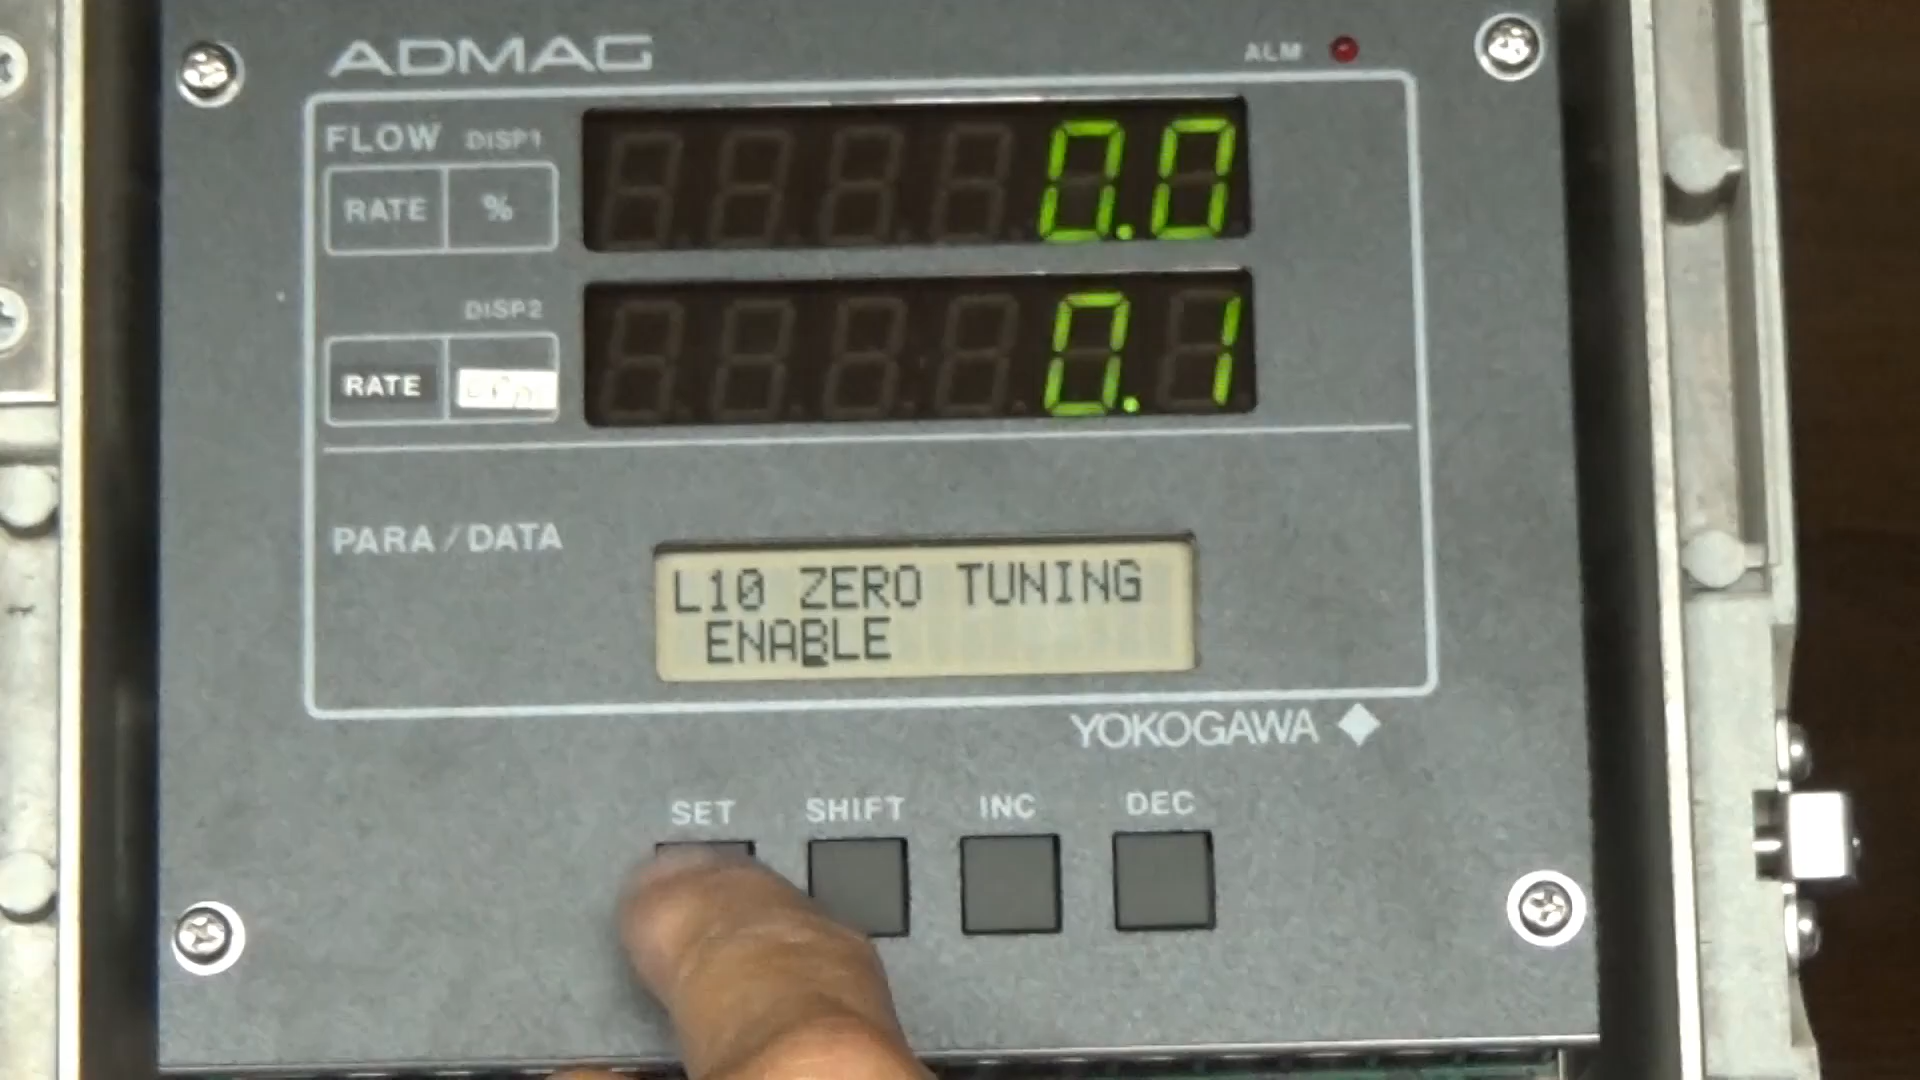 ADMAG
ALM
FLOW DISP1
RATE %
0.0
DISP2
RATE
0.1
PARA/DATA
L10 ZERO TUNING
ENABLE
YOKOGAWA
SET SHIFT INC DEC